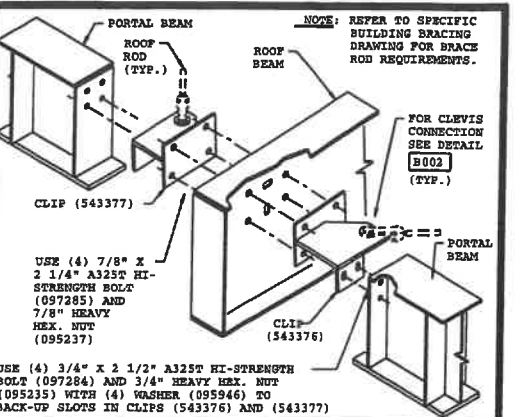 PORTAL BEAM
NOTE: REFER TO SPECIFIC
BUILDING BRACING
DRAWING FOR BRACE
ROD REQUIREMENTS.
ROOF
ROD
(TYP.)
ROOF
BEAM
FOR CLEVIS
CONNECTION
SEE DETAIL
B002
(TYP.)
CLIP (543377)
PORTAL
BEAM
USE (4) 7/8" X
2 1/4" A325T HI-
STRENGTH BOLT
(097285) AND
7/8" HEAVY
HEX. NUT
(095237)
CLIP
(543376)
USE (4) 3/4" X 2 1/2" A325T HI-STRENGTH
BOLT (097284) AND 3/4" HEAVY HEX. NUT
(095235) WITH (4) WASHER (095946) TO
BACK-UP SLOTS IN CLIPS (543376) AND (543377)